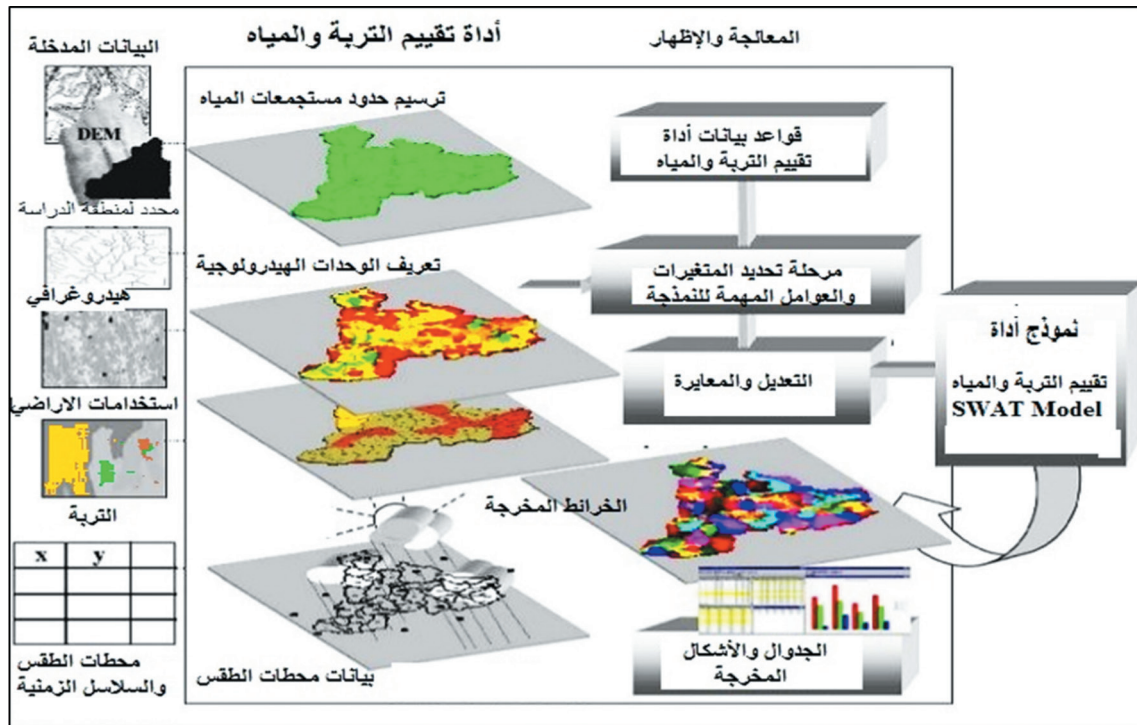 البيانات المدخلة
أداة تقييم التربة والمياه
المعالجة والإظهار
DEM
محدد لمنطقة الدراسة
هيدروغرافي
استخدامات الاراضي
التربة
x y
محطات الطقس
والسلاسل الزمنية
ترسيم حدود مستجمعات المياه
تعريف الوحدات الهيدرولوجية
بيانات محطات الطقس
قواعد بيانات أداة
تقييم التربة والمياه
مرحلة تحديد المتغيرات
والعوامل المهمة للنمذجة
التعديل والمعايرة
نموذج أداة
تقييم التربة والمياه
SWAT Model
الخرائط المخرجة
الجدوال والأشكال
المخرجة